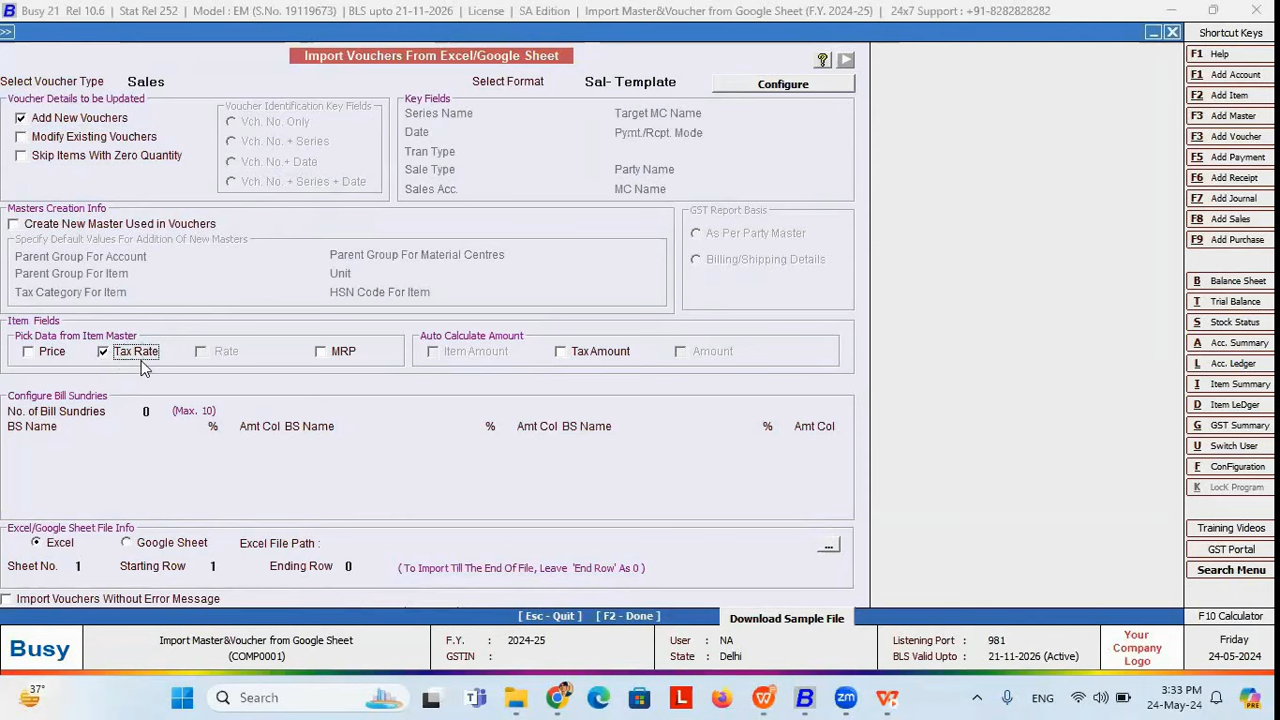 Busy 21 Rel 10.6 | Stat Rel 252 | Model : EM (S.No. 19119673) | BLS upto 21-11-2026 | License | SA Edition | Import Master&Voucher from Google Sheet (F.Y. 2024-25) | 24x7 Support : +91-8282828282
>>
Import Vouchers From Excel/Google Sheet
?
Select Voucher Type Sales Select Format Sal- Template Configure
Voucher Details to be Updated
Add New Vouchers
Modify Existing Vouchers
Skip Items With Zero Quantity
Voucher Identification Key Fields
Vch. No. Only
Vch. No. + Series
Vch. No.+ Date
Vch. No. + Series + Date
Key Fields
Series Name Target MC Name
Date Pymt./Rcpt. Mode
Tran Type
Sale Type Party Name
Sales Acc. MC Name
Masters Creation Info
Create New Master Used in Vouchers
Specify Default Values For Addition Of New Masters
Parent Group For Account Parent Group For Material Centres
Parent Group For Item Unit
Tax Category For Item HSN Code For Item
GST Report Basis
As Per Party Master
Billing/Shipping Details
Item Fields
Pick Data from Item Master
Price Tax Rate Rate MRP
Auto Calculate Amount
Item Amount Tax Amount Amount
Configure Bill Sundries
No. of Bill Sundries 0 (Max. 10)
BS Name % Amt Col BS Name % Amt Col BS Name % Amt Col
Excel/Google Sheet File Info
Excel Google Sheet Excel File Path : ...
Sheet No. 1 Starting Row 1 Ending Row 0 ( To Import Till The End Of File, Leave 'End Row' As 0 )
Import Vouchers Without Error Message
[ Esc - Quit ] [ F2 - Done ] Download Sample File
Shortcut Keys
F1 Help
F1 Add Account
F2 Add Item
F3 Add Master
F3 Add Voucher
F5 Add Payment
F6 Add Receipt
F7 Add Journal
F8 Add Sales
F9 Add Purchase
B Balance Sheet
T Trial Balance
S Stock Status
A Acc. Summary
L Acc. Ledger
I Item Summary
D Item LeDger
G GST Summary
U Switch User
F ConFiguration
K LocK Program
Training Videos
GST Portal
Search Menu
F10 Calculator
Busy
Import Master&Voucher from Google Sheet
(COMP0001)
F.Y. : 2024-25
GSTIN :
User : NA
State : Delhi
Listening Port : 981
BLS Valid Upto : 21-11-2026 (Active)
Your
Company
Logo
Friday
24-05-2024
37°
Search
ENG
3:33 PM
24-May-24
PRE